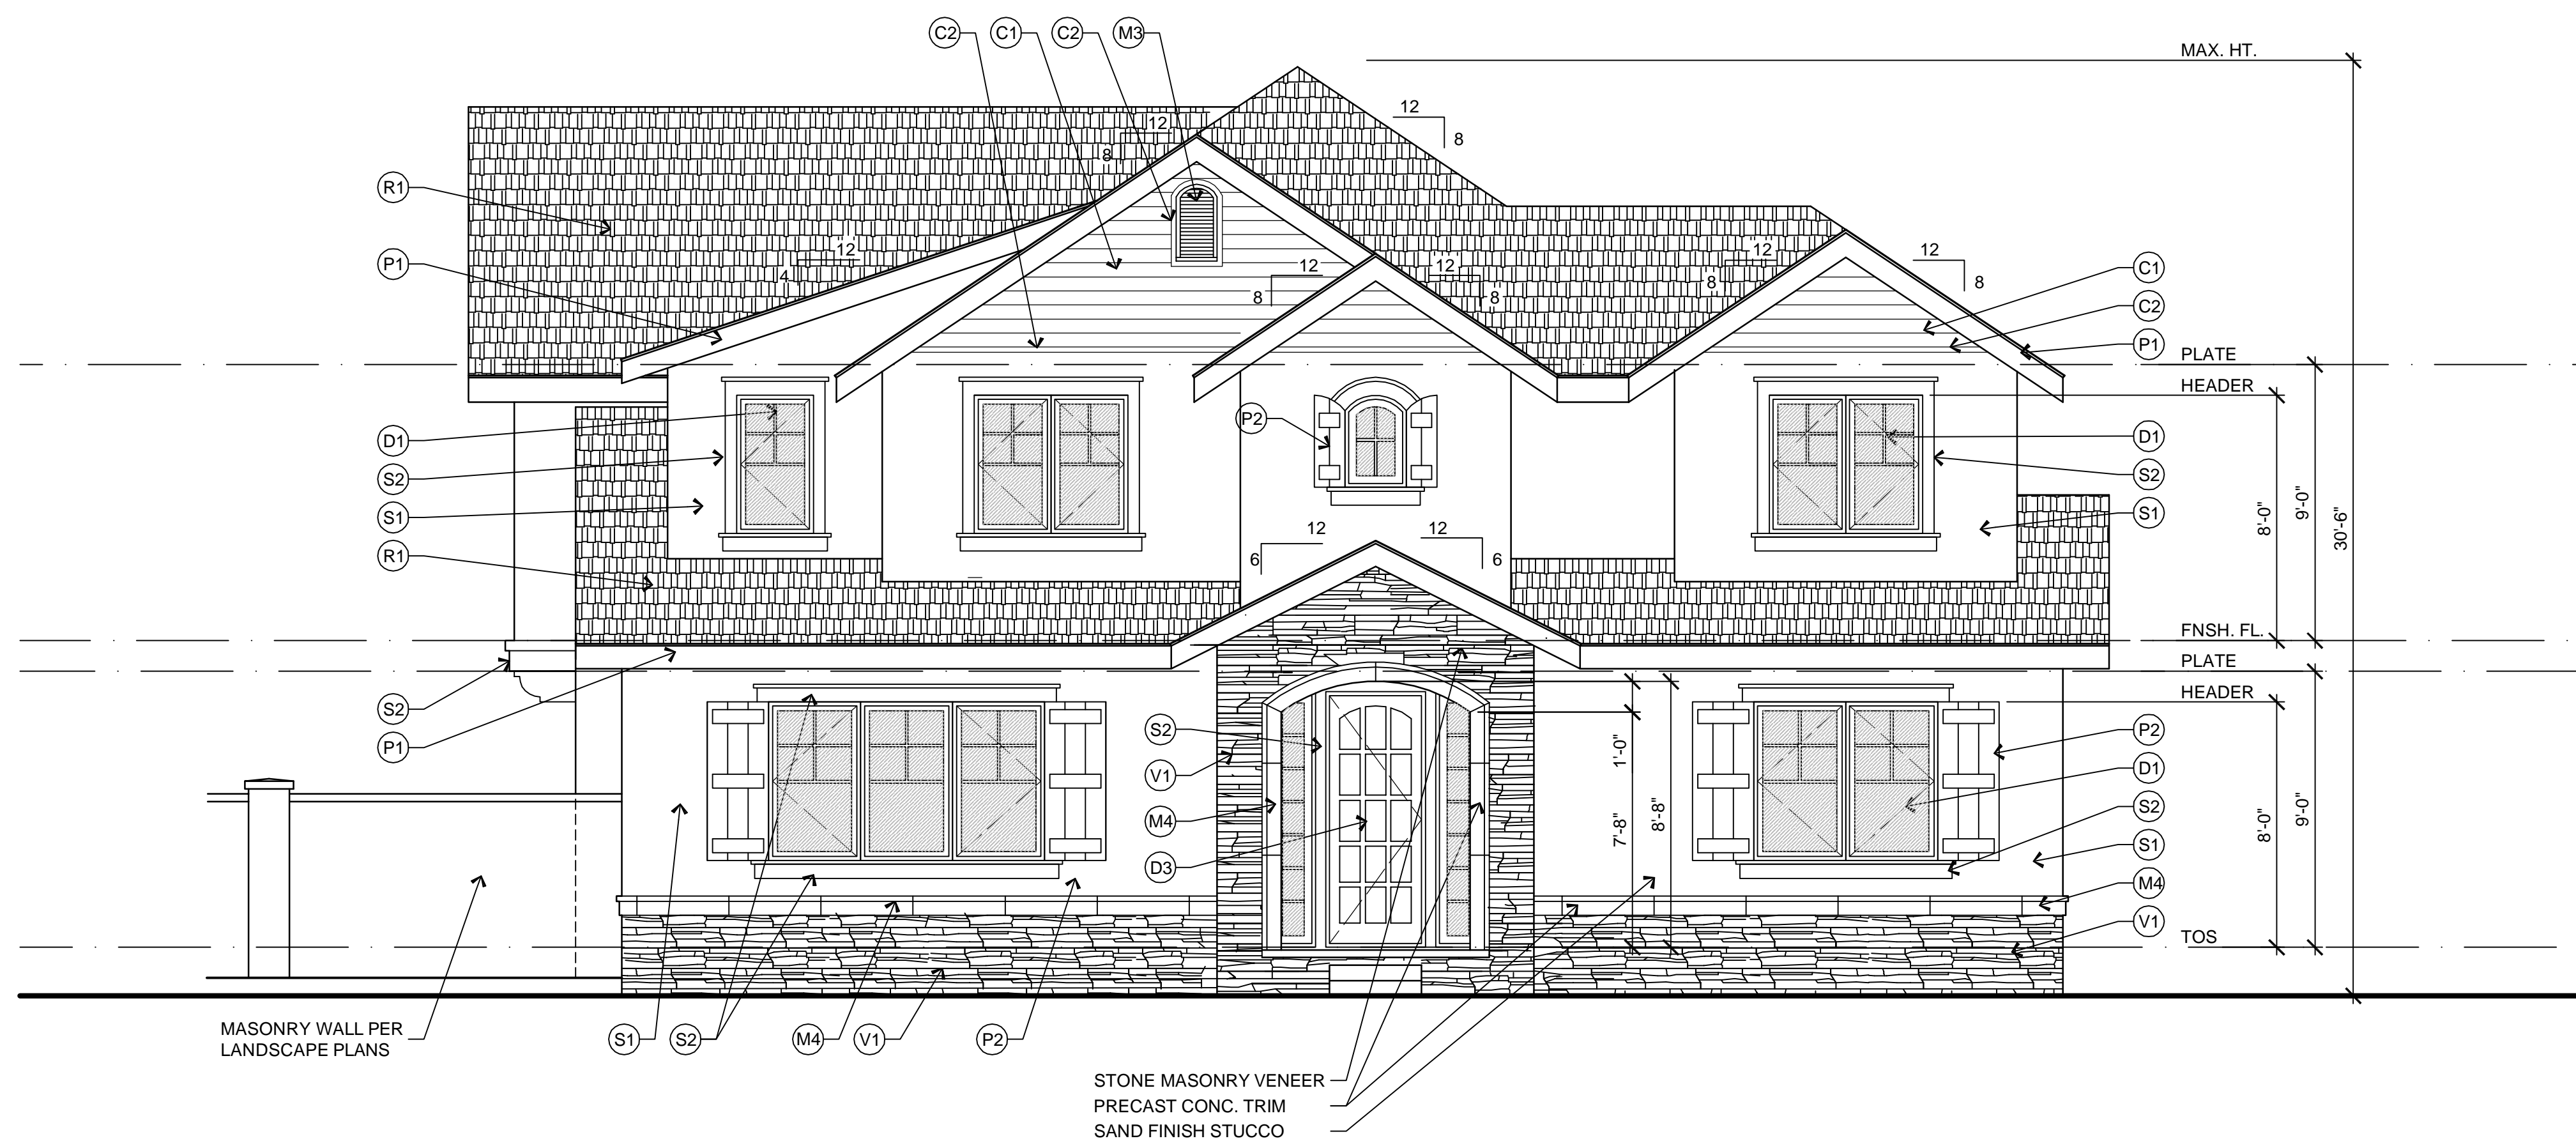 C2 C1 C2 M3
MAX. HT.
12
8
12
8
R1
P1
12
4
12
8
12
8
12
8
12
8
C1
C2
P1
PLATE
HEADER
P2
D1
S2
S1
R1
D1
S2
S1
8'-0"
9'-0"
30'-6"
12
6
12
6
FNSH. FL.
PLATE
HEADER
S2
P1
S2
V1
M4
D3
1'-0"
7'-8"
8'-8"
P2
D1
S2
S1
M4
V1
8'-0"
9'-0"
TOS
MASONRY WALL PER
LANDSCAPE PLANS
S1 S2 M4 V1 P2
STONE MASONRY VENEER
PRECAST CONC. TRIM
SAND FINISH STUCCO